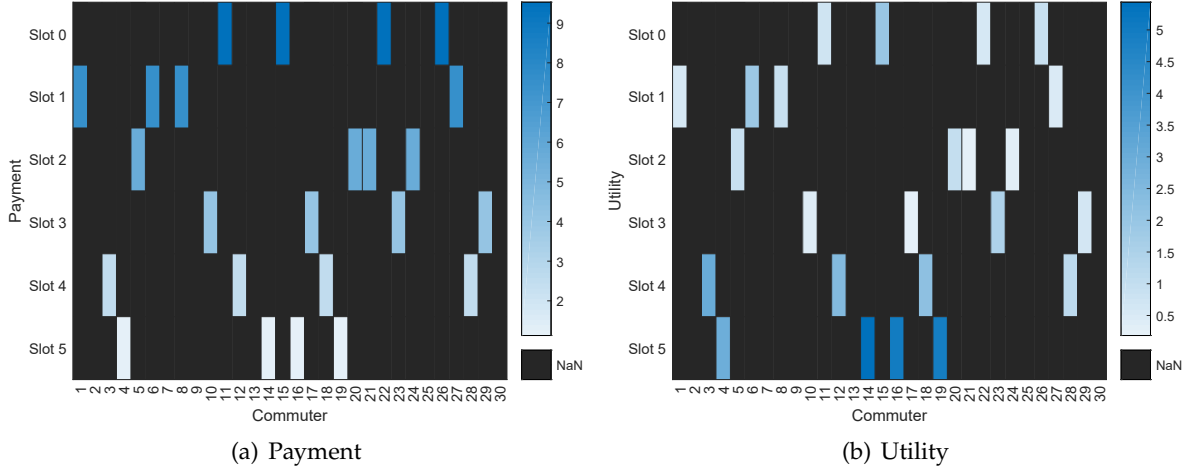 Payment
Slot 0
Slot 1
Slot 2
Slot 3
Slot 4
Slot 5
1 2 3 4 5 6 7 8 9 10 11 12 13 14 15 16 17 18 19 20 21 22 23 24 25 26 27 28 29 30
Commuter
9
8
7
6
5
4
3
2
NaN
(a) Payment
Utility
Slot 0
Slot 1
Slot 2
Slot 3
Slot 4
Slot 5
1 2 3 4 5 6 7 8 9 10 11 12 13 14 15 16 17 18 19 20 21 22 23 24 25 26 27 28 29 30
Commuter
5
4.5
4
3.5
3
2.5
2
1.5
1
0.5
NaN
(b) Utility